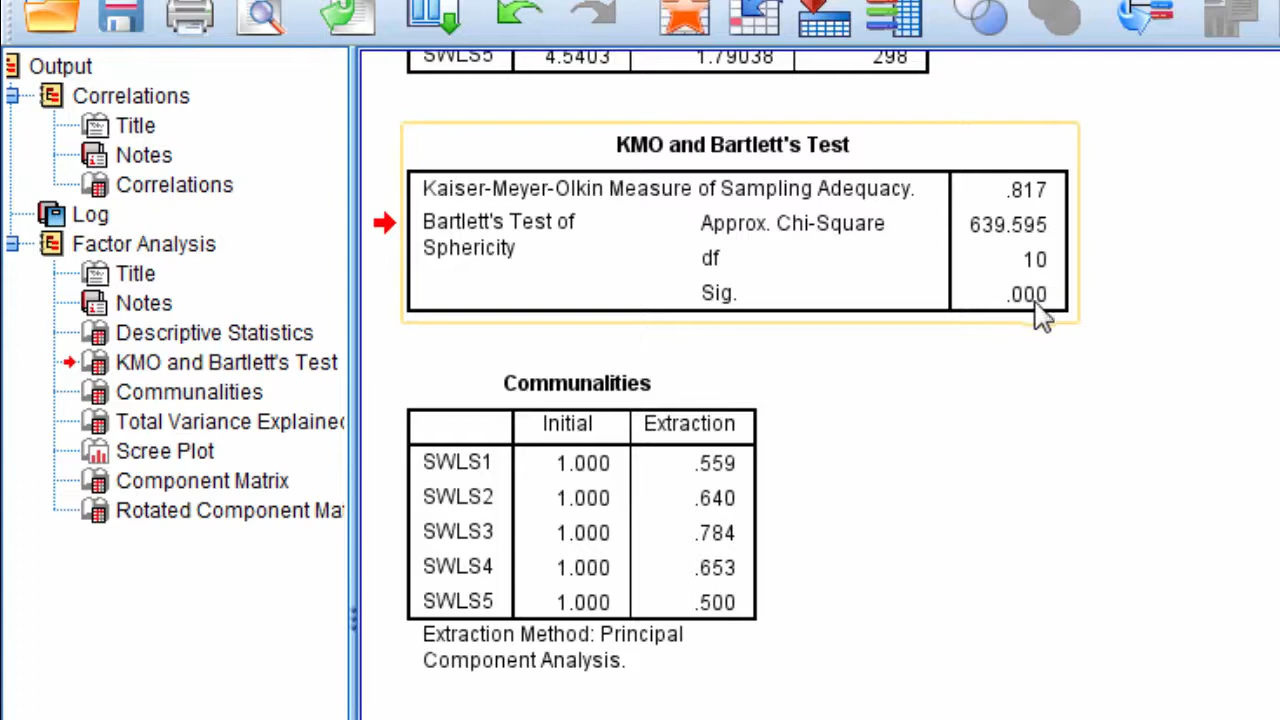 Output
Correlations
Title
Notes
Correlations
Log
Factor Analysis
Title
Notes
Descriptive Statistics
KMO and Bartlett's Test
Communalities
Total Variance Explained
Scree Plot
Component Matrix
Rotated Component Ma
SWLS5 4.5403 1.79038 298
KMO and Bartlett's Test
Kaiser-Meyer-Olkin Measure of Sampling Adequacy. .817
Bartlett's Test of Approx. Chi-Square 639.595
Sphericity
df 10
Sig. .000
Communalities
Initial Extraction
SWLS1 1.000 .559
SWLS2 1.000 .640
SWLS3 1.000 .784
SWLS4 1.000 .653
SWLS5 1.000 .500
Extraction Method: Principal
Component Analysis.